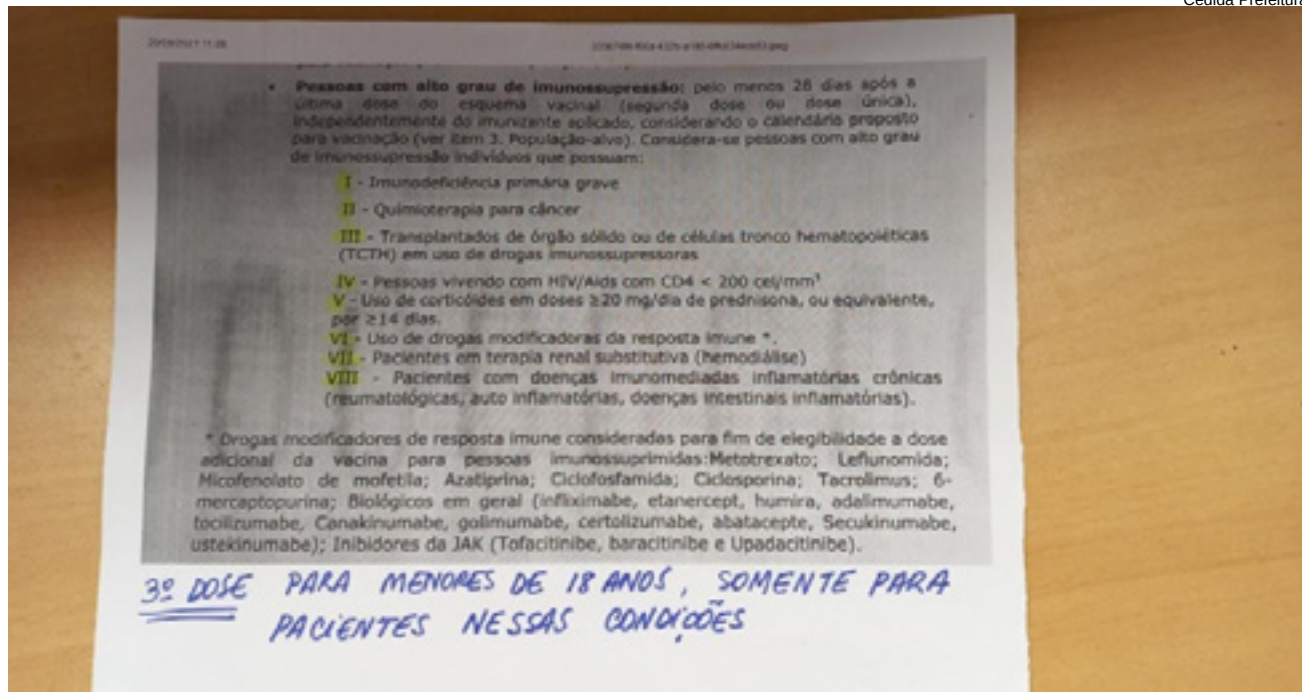 Cedida Prefeitura
• Pessoas com alto grau de imunossupressão: pelo menos 28 dias após a
última dose do esquema vacinal (segunda dose ou dose única),
independentemente do imunizante aplicado, considerando o calendário proposto
para vacinação (ver item 3. População-alvo). Considera-se pessoas com alto grau
de imunossupressão indivíduos que possuam:
I - Imunodeficiência primária grave
II - Quimioterapia para câncer
III - Transplantados de órgão sólido ou de células tronco hematopoiéticas
(TCTH) em uso de drogas imunossupressoras
IV - Pessoas vivendo com HIV/Aids com CD4 < 200 cel/mm³
V - Uso de corticóides em doses ≥20 mg/dia de prednisona, ou equivalente,
por ≥14 dias.
VI - Uso de drogas modificadoras da resposta imune *.
VII - Pacientes em terapia renal substitutiva (hemodiálise)
VIII - Pacientes com doenças imunomediadas inflamatórias crônicas
(reumatológicas, auto inflamatórias, doenças intestinais inflamatórias).
* Drogas modificadores de resposta imune consideradas para fim de elegibilidade a dose
adicional da vacina para pessoas imunossuprimidas:Metotrexato; Leflunomida;
Micofenolato de mofetila; Azatiprina; Ciclofosfamida; Ciclosporina; Tacrolimus; 6-
mercaptopurina; Biológicos em geral (infliximabe, etanercept, humira, adalimumabe,
tocilizumabe, Canakinumabe, golimumabe, certolizumabe, abatacepte, Secukinumabe,
ustekinumabe); Inibidores da JAK (Tofacitinibe, baracitinibe e Upadacitinibe).
3º DOSE PARA MENORES DE 18 ANOS, SOMENTE PARA
PACIENTES NESSAS CONDIÇÕES